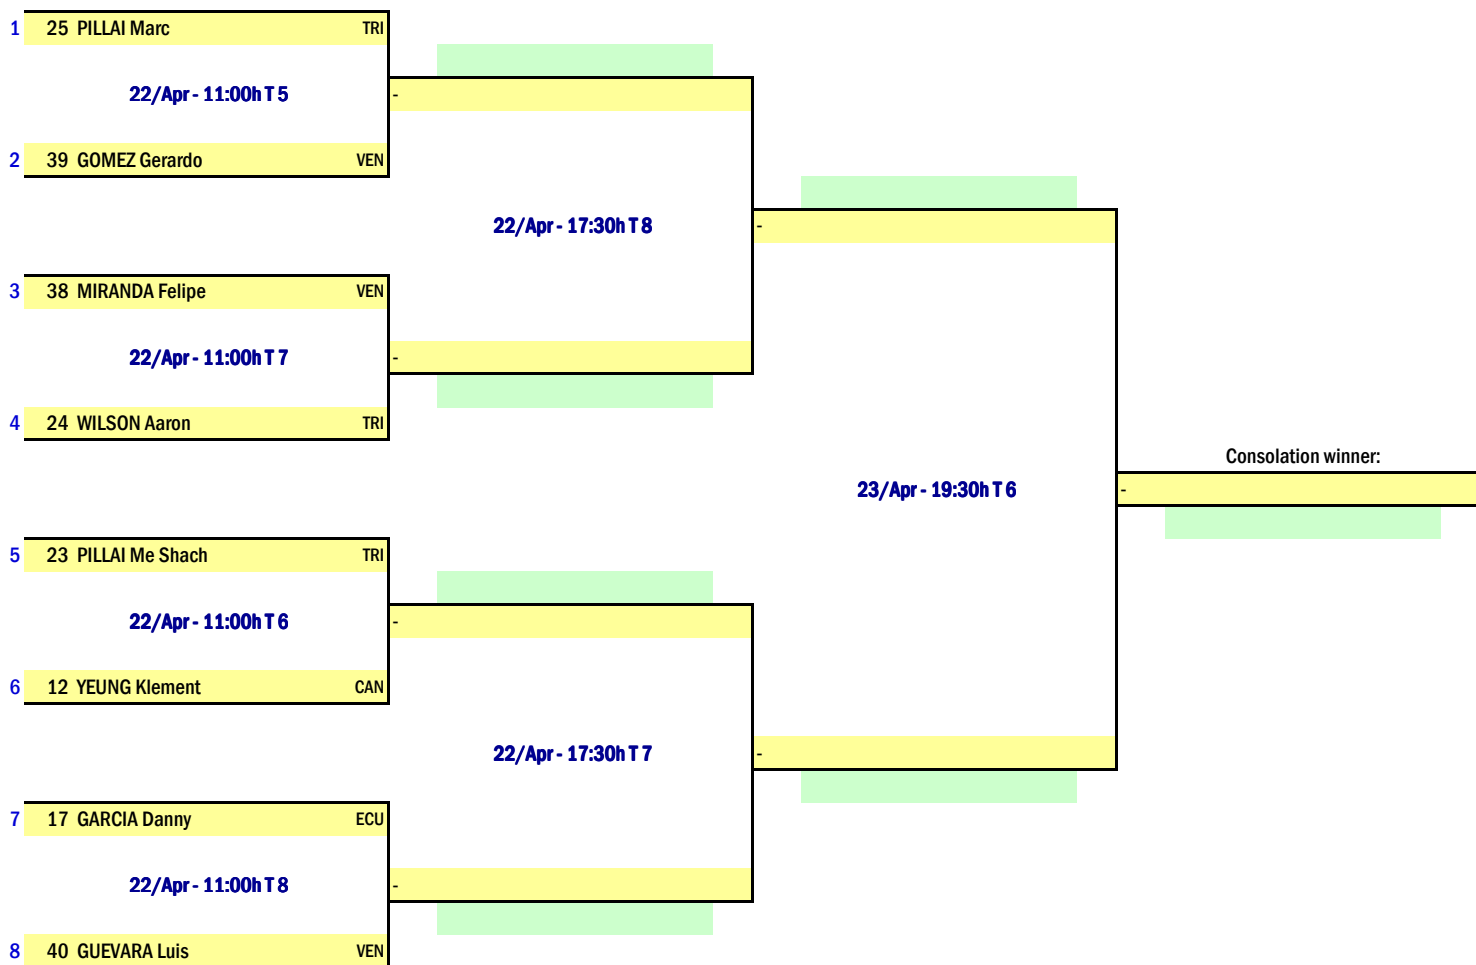 1 25 PILLAI Marc TRI
22/Apr - 11:00h T 5
-
2 39 GOMEZ Gerardo VEN
22/Apr - 17:30h T 8
-
3 38 MIRANDA Felipe VEN
22/Apr - 11:00h T 7
-
4 24 WILSON Aaron TRI
Consolation winner:
23/Apr - 19:30h T 6
-
5 23 PILLAI Me Shach TRI
22/Apr - 11:00h T 6
-
6 12 YEUNG Klement CAN
22/Apr - 17:30h T 7
-
7 17 GARCIA Danny ECU
22/Apr - 11:00h T 8
-
8 40 GUEVARA Luis VEN